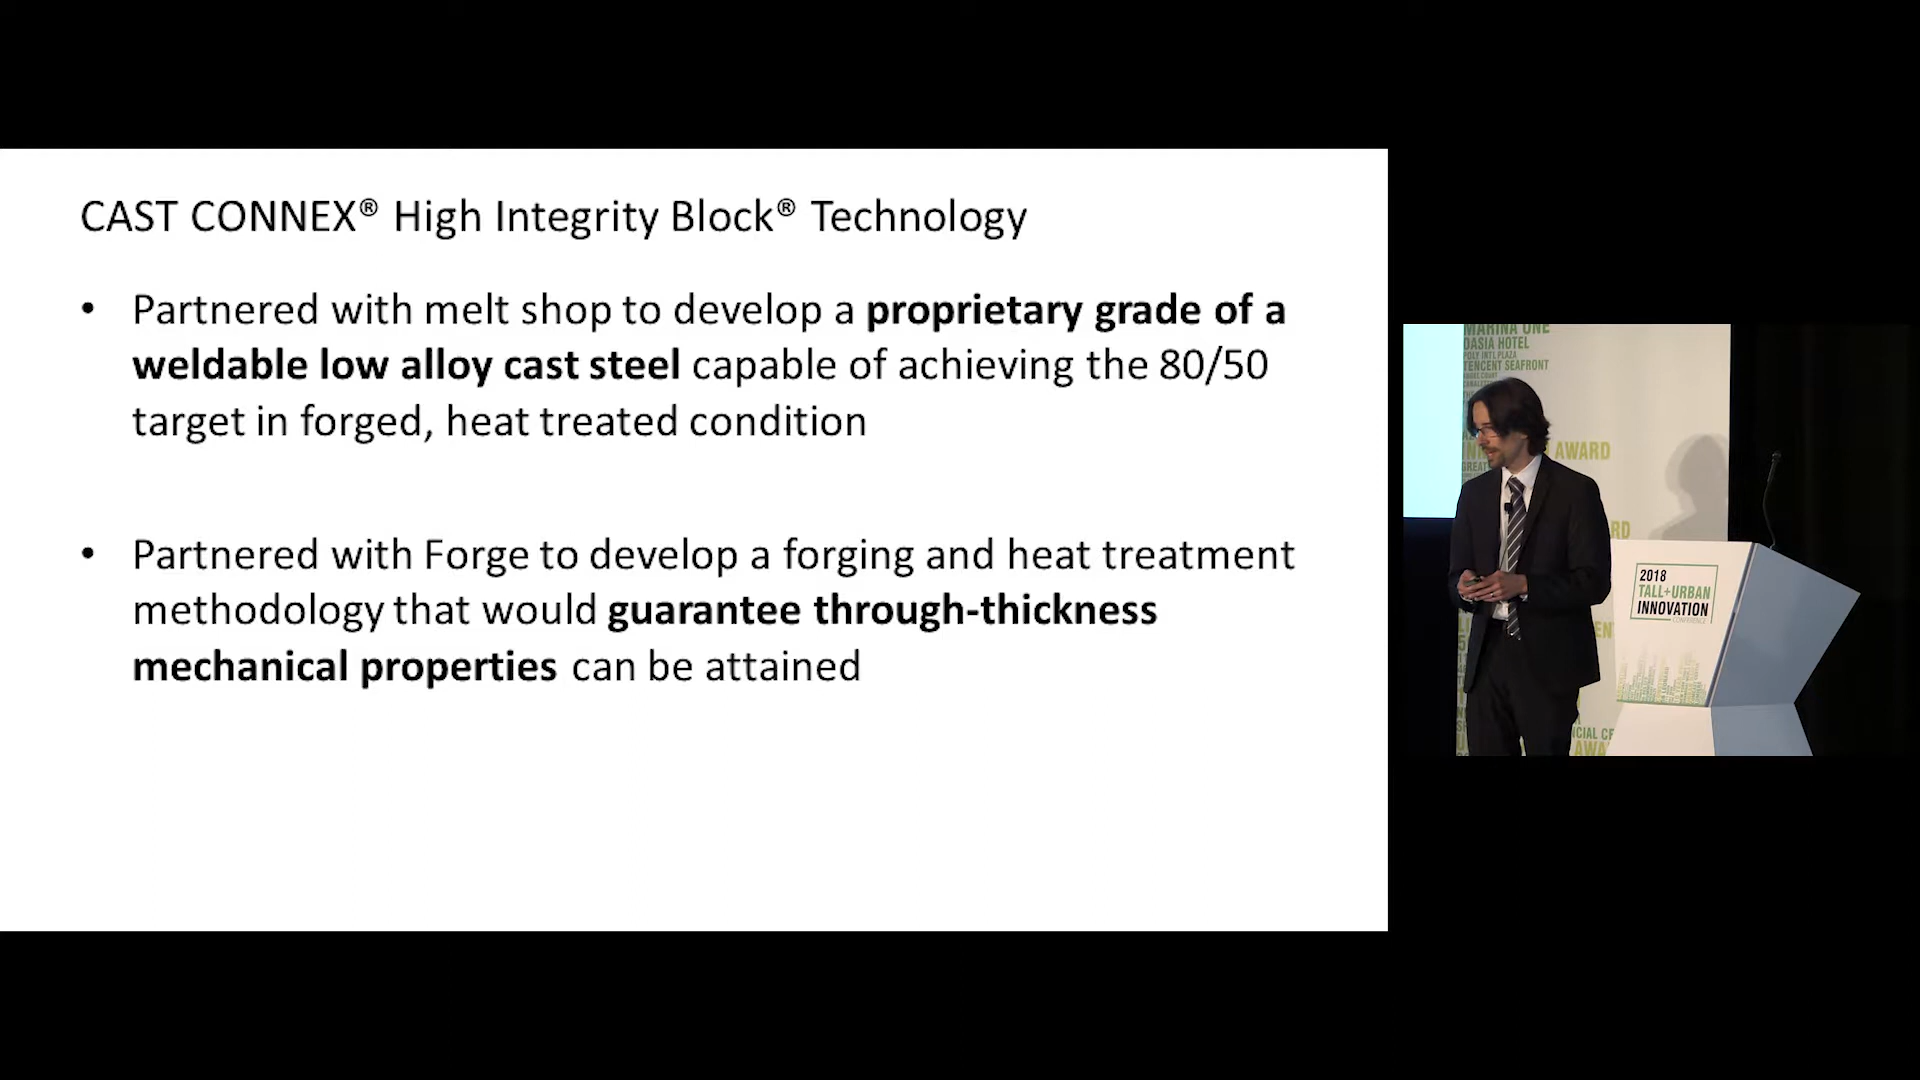 CAST CONNEX® High Integrity Block® Technology
• Partnered with melt shop to develop a proprietary grade of a
weldable low alloy cast steel capable of achieving the 80/50
target in forged, heat treated condition
• Partnered with Forge to develop a forging and heat treatment
methodology that would guarantee through-thickness
mechanical properties can be attained
MARINA ONE
OASIA HOTEL
POLY INT'L PLAZA
TENCENT SEAFRONT
AWARD
GREAT
2018
TALL+URBAN
INNOVATION
CONFERENCE